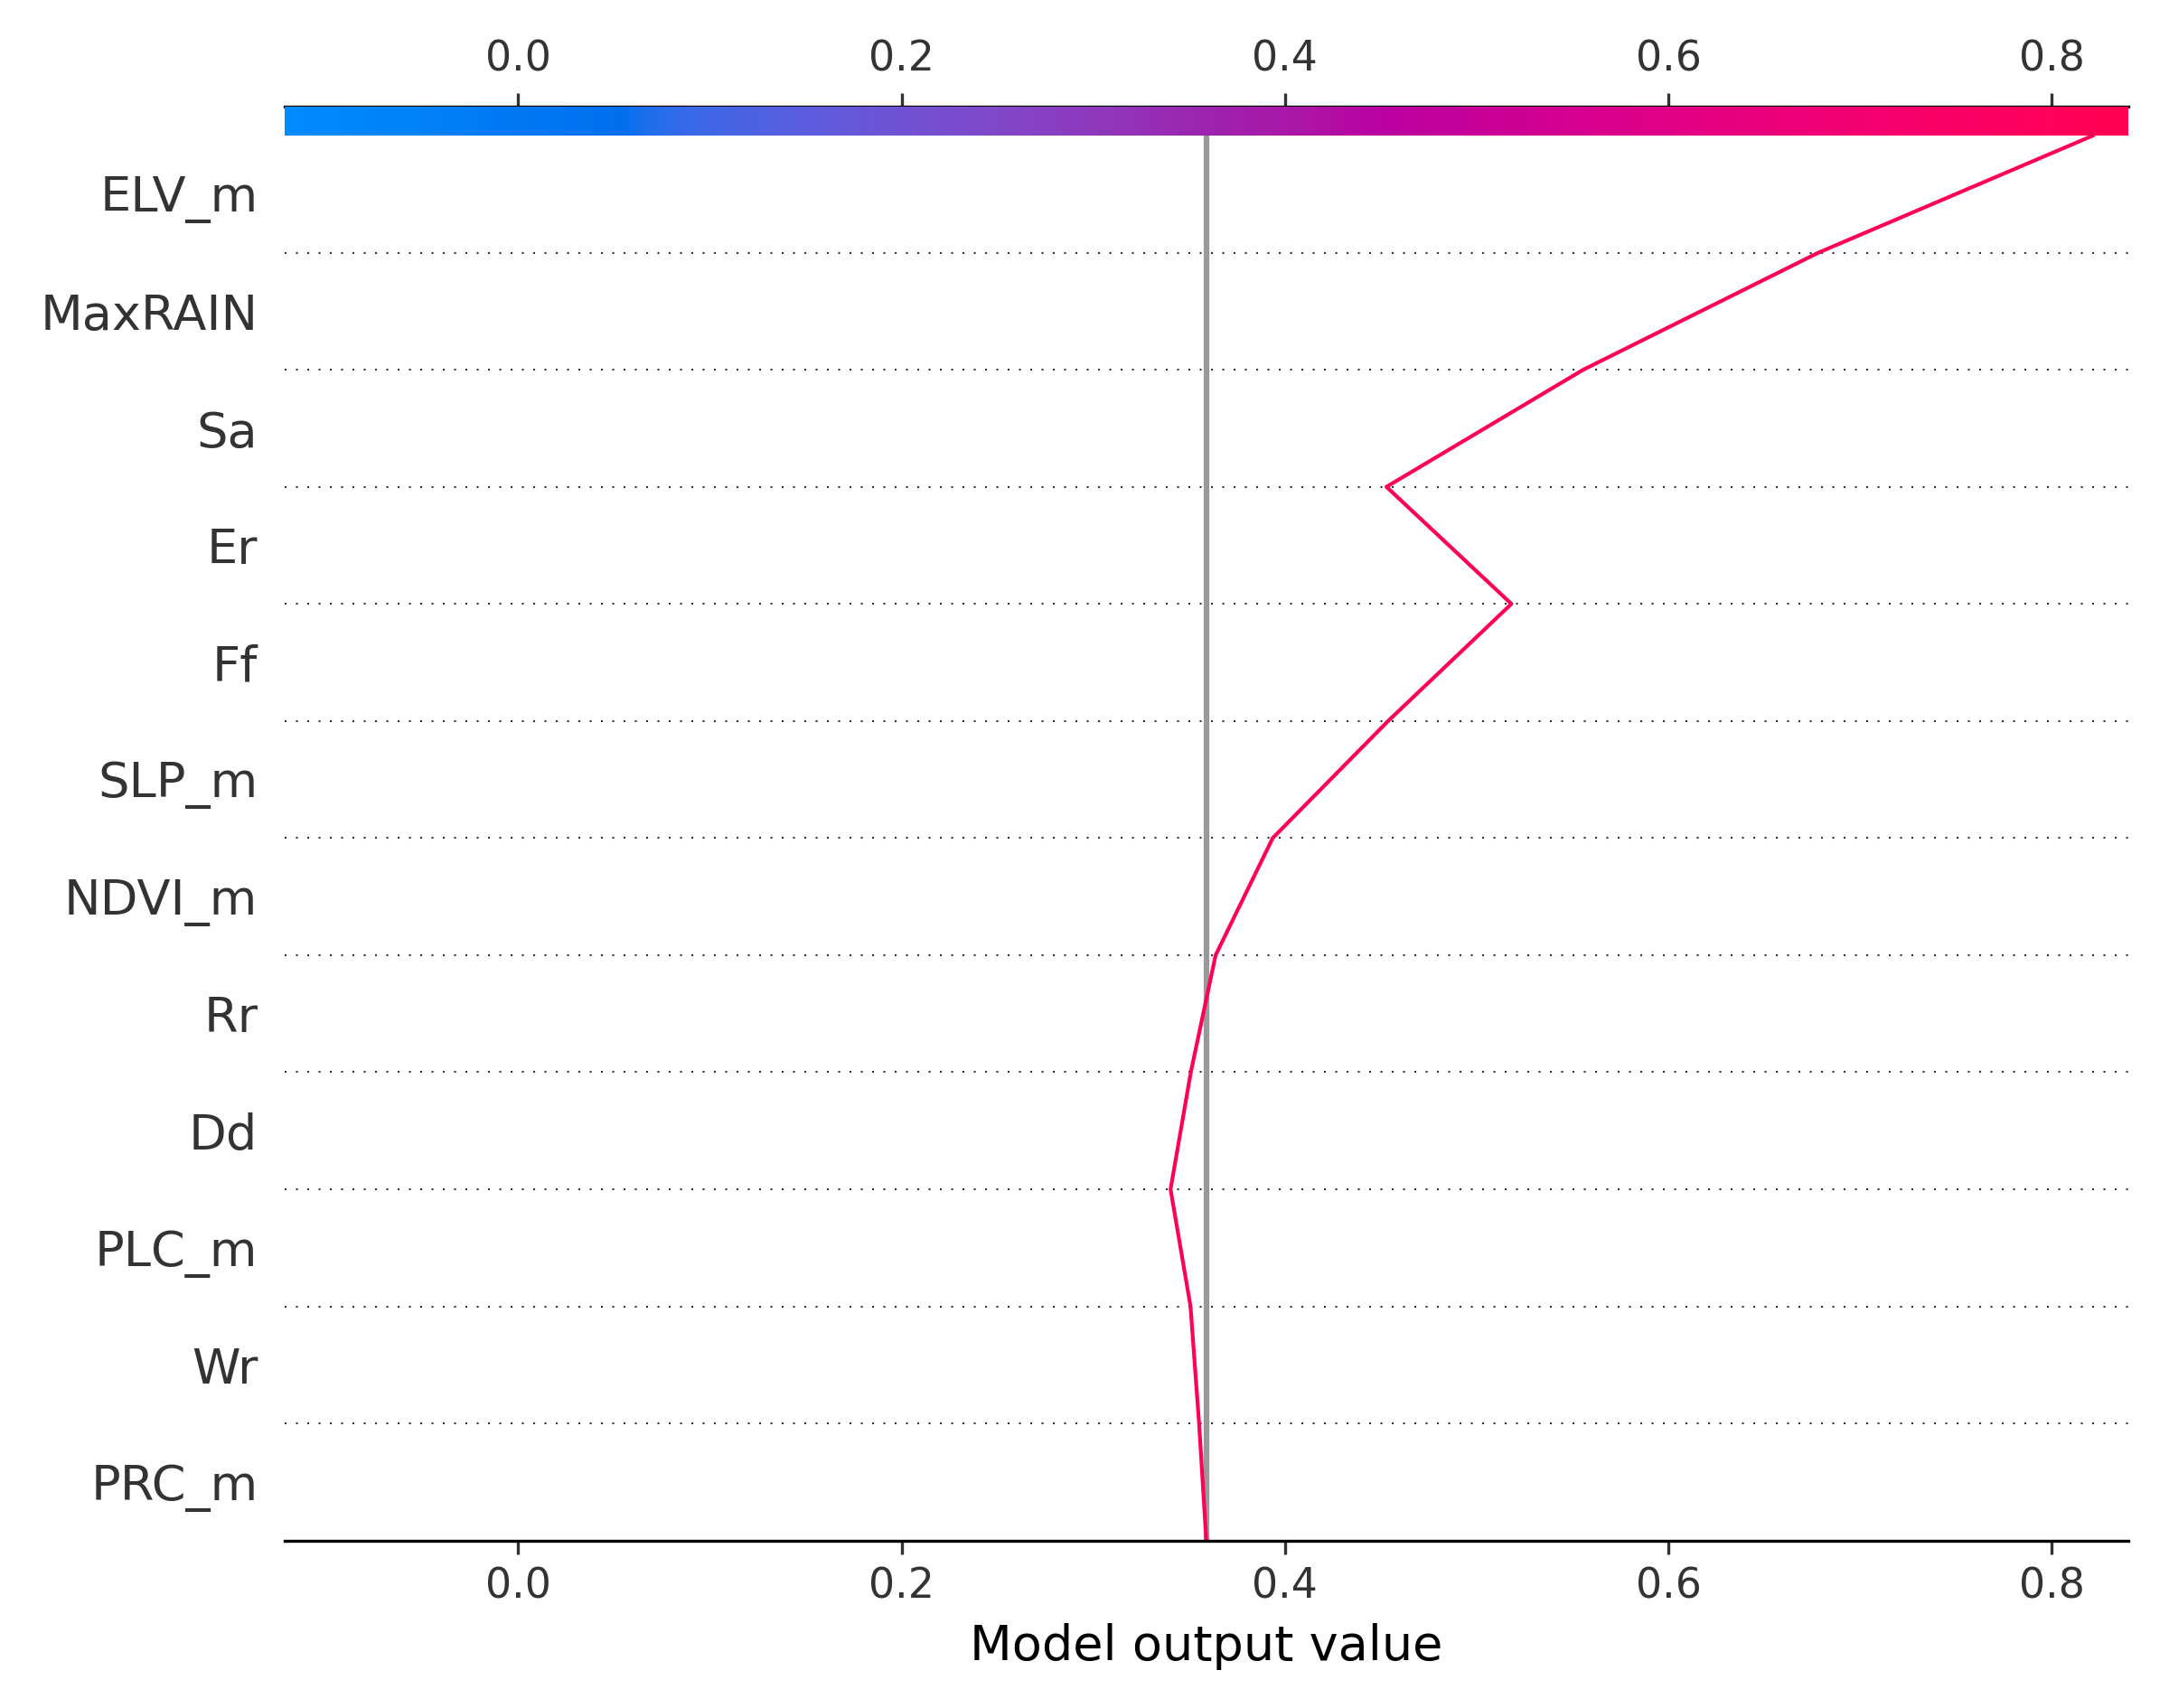 0.0 0.2 0.4 0.6 0.8
ELV_m
MaxRAIN
Sa
Er
Ff
SLP_m
NDVI_m
Rr
Dd
PLC_m
Wr
PRC_m
0.0 0.2 0.4 0.6 0.8
Model output value